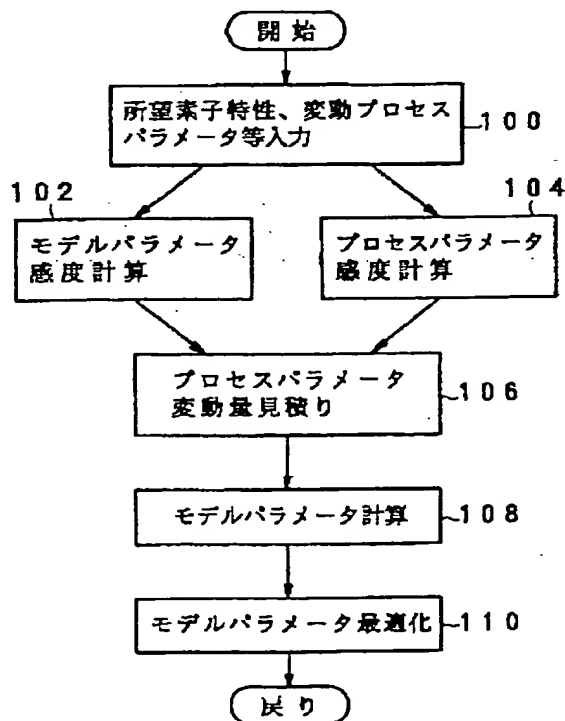 開始
所望素子特性、変動プロセス
パラメータ等入力
100
102
104
モデルパラメータ
感度計算
プロセスパラメータ
感度計算
プロセスパラメータ
変動量見積り
106
モデルパラメータ計算
108
モデルパラメータ最適化
110
戻り